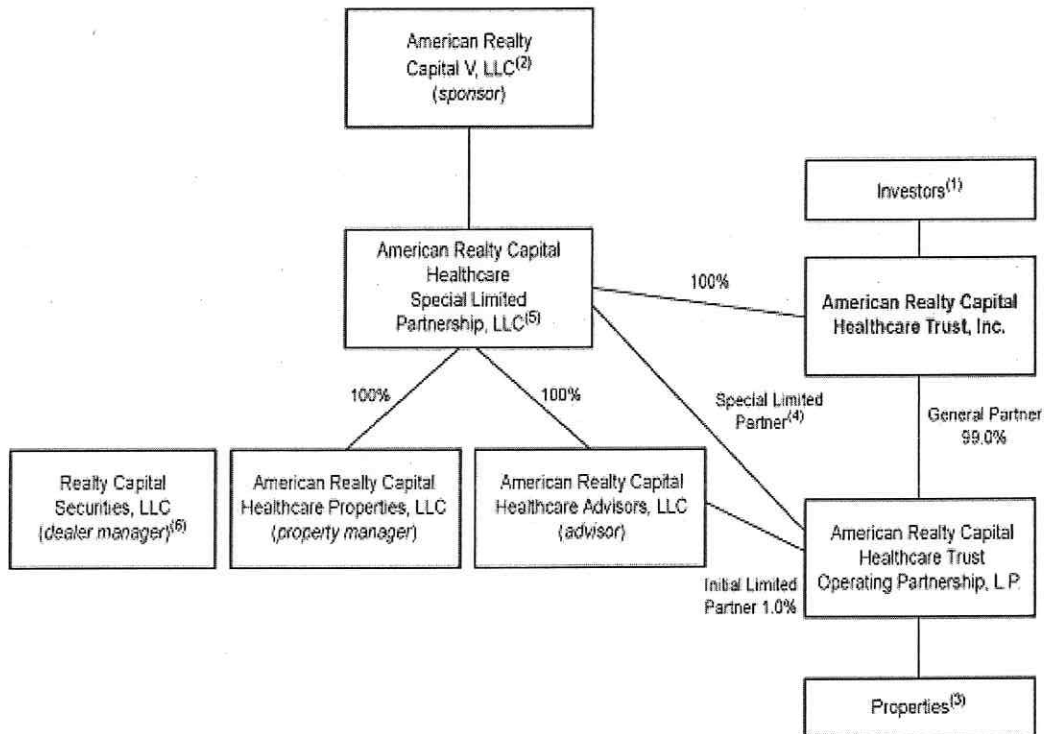 American Realty
Capital V, LLC(2)
(sponsor)
Investors(1)
American Realty Capital
Healthcare
Special Limited
Partnership, LLC(5)
100%
American Realty Capital
Healthcare Trust, Inc.
100%
100%
Special Limited
Partner(4)
General Partner
99.0%
Realty Capital
Securities, LLC
(dealer manager)(6)
American Realty Capital
Healthcare Properties, LLC
(property manager)
American Realty Capital
Healthcare Advisors, LLC
(advisor)
Initial Limited
Partner 1.0%
American Realty Capital
Healthcare Trust
Operating Partnership, L.P.
Properties(3)